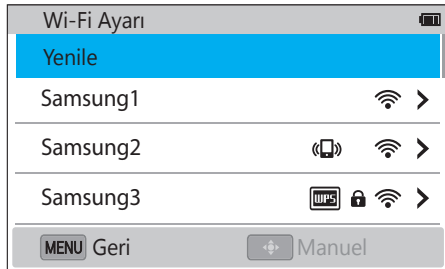 Wi-Fi Ayarı
Yenile
Samsung1
Samsung2
Samsung3 WPS
MENU Geri Manuel